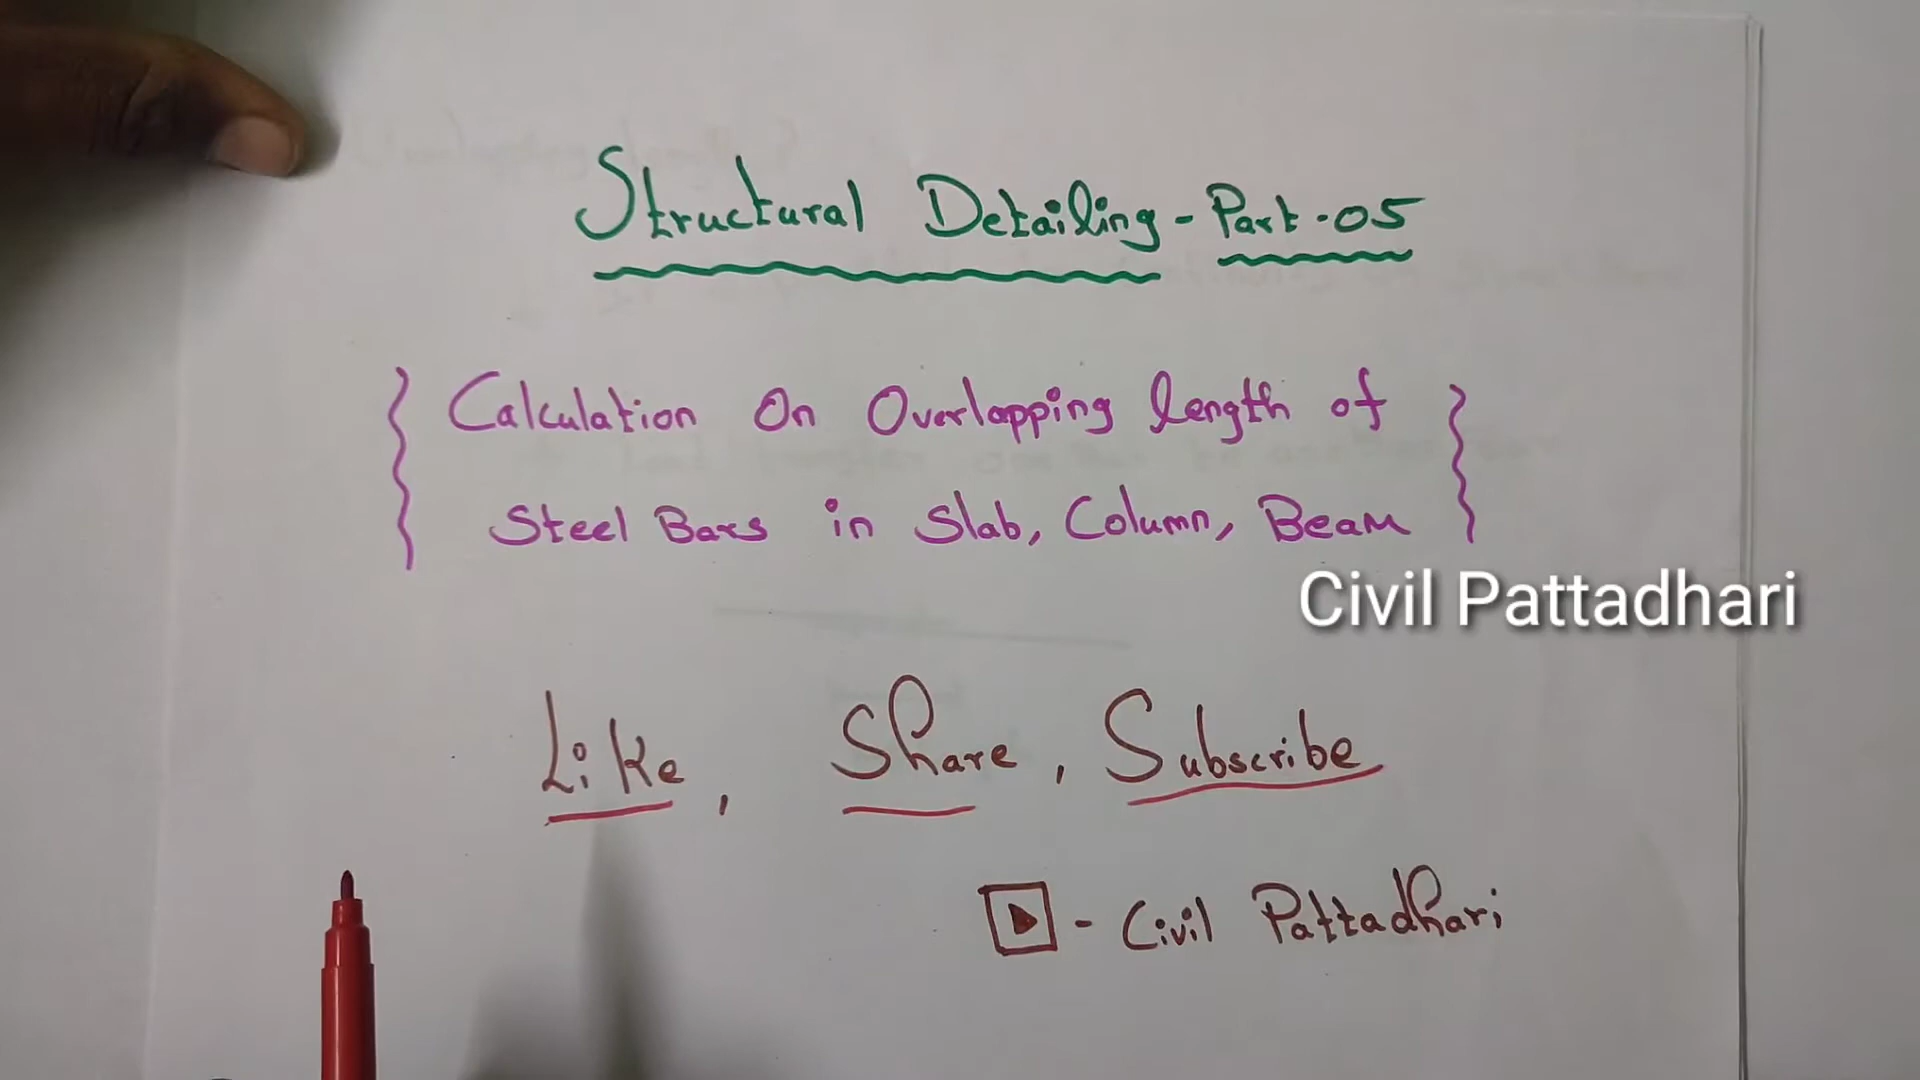 Structural Detailing - Part - 05
Calculation On Overlapping length of
Steel Bars in Slab, Column, Beam
Civil Pattadhari
Like, Share, Subscribe
- Civil Pattadhari